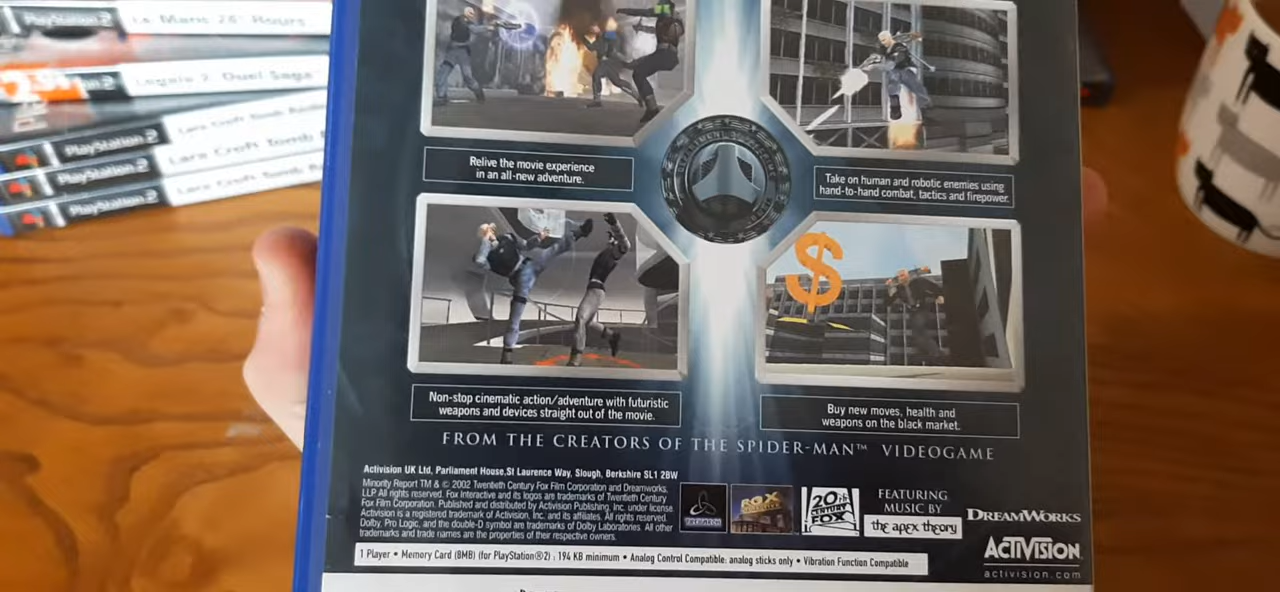 PlayStation 2
Le Mans 24 Hours
Legaia 2: Duel Saga
PlayStation 2
Lara Croft Tomb
PlayStation 2
Lara Croft Tomb
PlayStation 2
Lara Croft Tomb
Relive the movie experience
in an all-new adventure.
Take on human and robotic enemies using
hand-to-hand combat, tactics and firepower.
$
Non-stop cinematic action/adventure with futuristic
weapons and devices straight out of the movie.
Buy new moves, health and
weapons on the black market.
FROM THE CREATORS OF THE SPIDER-MAN™ VIDEOGAME
Activision UK Ltd, Parliament House,St Laurence Way, Slough, Berkshire SL1 2BW
Minority Report TM & © 2002 Twentieth Century Fox Film Corporation and Dreamworks,
LLP All rights reserved. Fox Interactive and its logos are trademarks of Twentieth Century
Fox Film Corporation. Published and distributed by Activision Publishing, Inc. under license.
Activision is a registered trademark of Activision, Inc. and its affiliates. All rights reserved.
Dolby, Pro Logic, and the double-D symbol are trademarks of Dolby Laboratories. All other
trademarks and trade names are the properties of their respective owners.
TREYARCH
FOX
INTERACTIVE
20th
CENTURY
FOX
FEATURING
MUSIC BY
the apex theory
DREAMWORKS
ACTIVISION
activision.com
1 Player • Memory Card (8MB) (for PlayStation®2) : 194 KB minimum • Analog Control Compatible: analog sticks only • Vibration Function Compatible